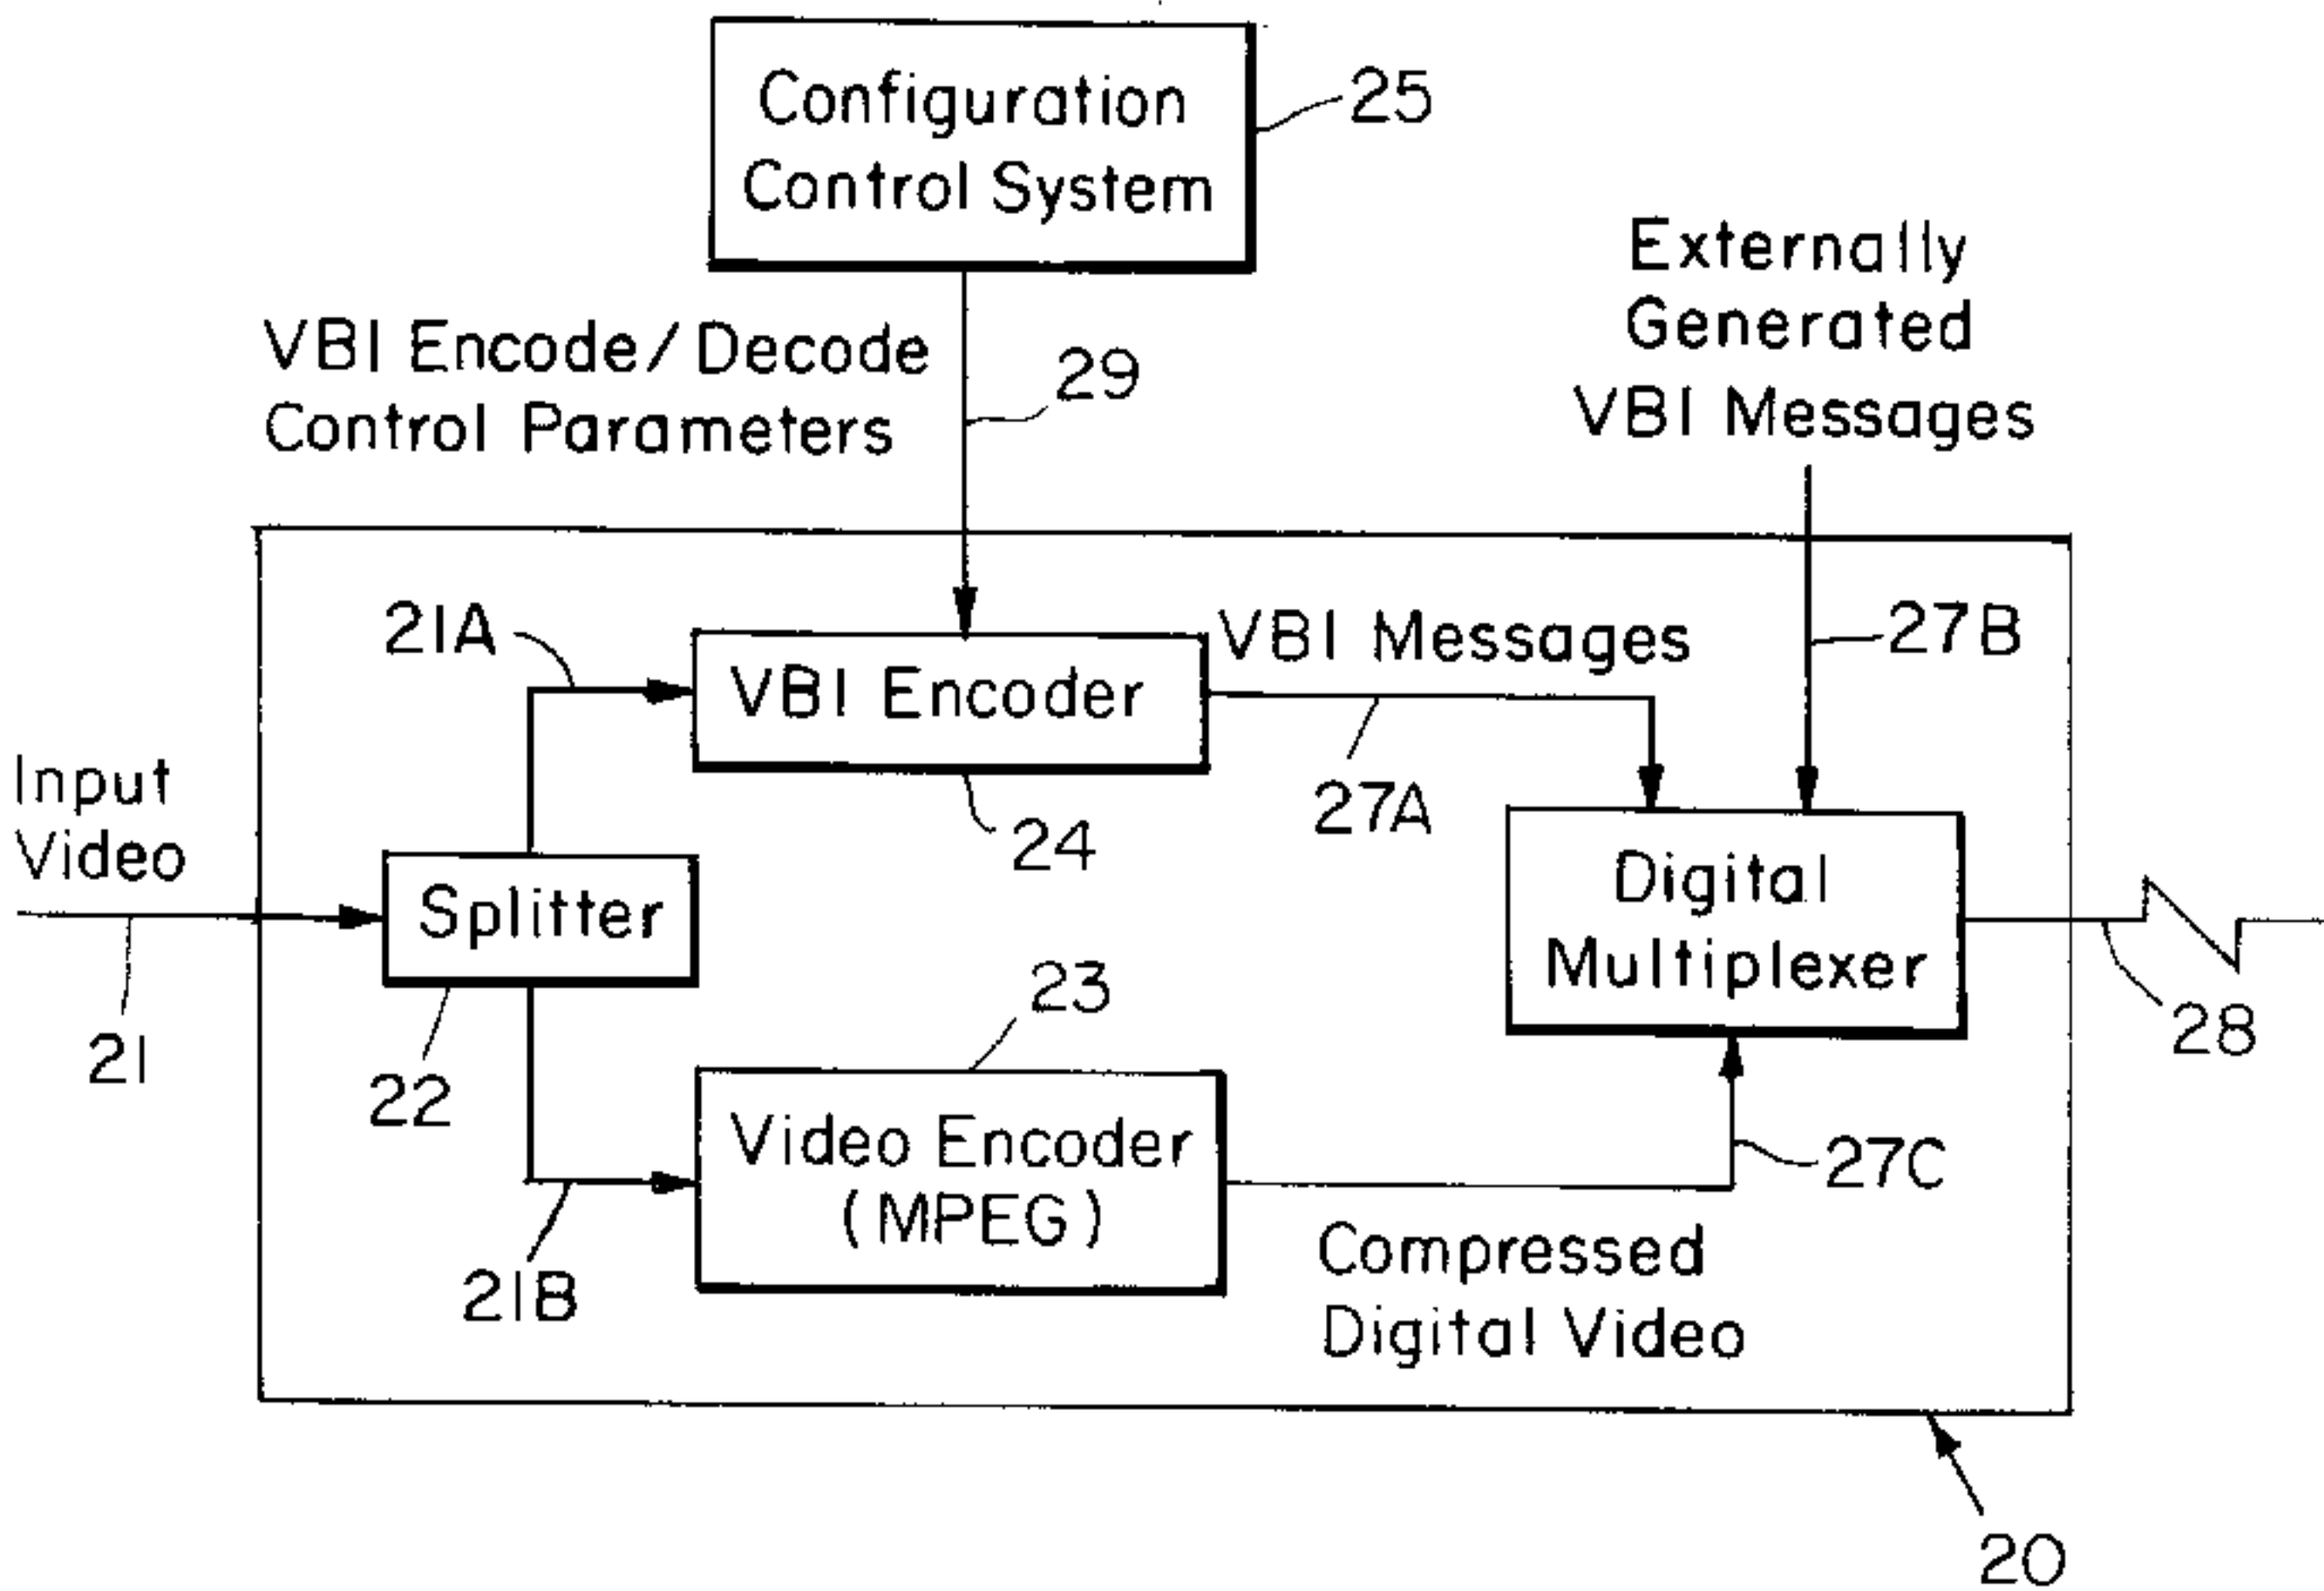 Configuration
Control System
25
VBI Encode/Decode
Control Parameters
29
Externally
Generated
VBI Messages
27B
21A
VBI Encoder
24
VBI Messages
27A
Input
Video
21
Splitter
22
21B
23
Video Encoder
(MPEG)
Digital
Multiplexer
28
27C
Compressed
Digital Video
20